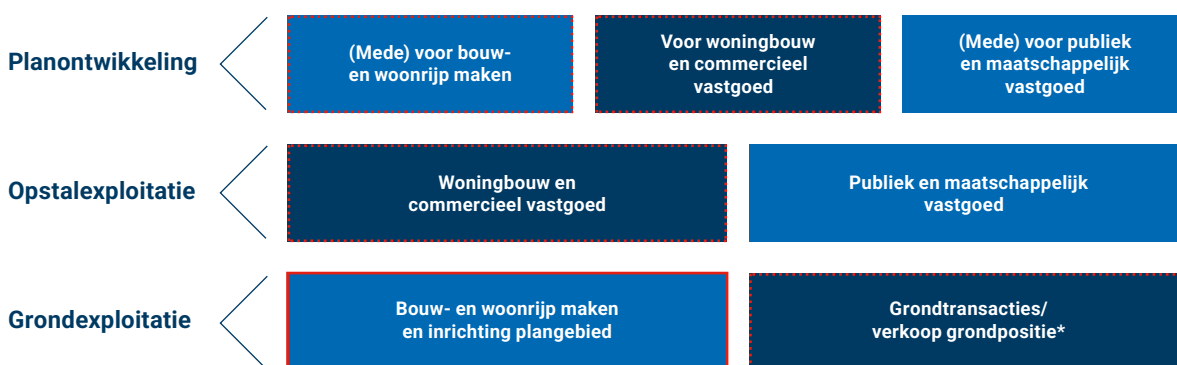 Planontwikkeling
(Mede) voor bouw-
en woonrijp maken
Voor woningbouw
en commercieel
vastgoed
(Mede) voor publiek
en maatschappelijk
vastgoed
Opstalexploitatie
Woningbouw en
commercieel vastgoed
Publiek en maatschappelijk
vastgoed
Grondexploitatie
Bouw- en woonrijp maken
en inrichting plangebied
Grondtransacties/
verkoop grondpositie*